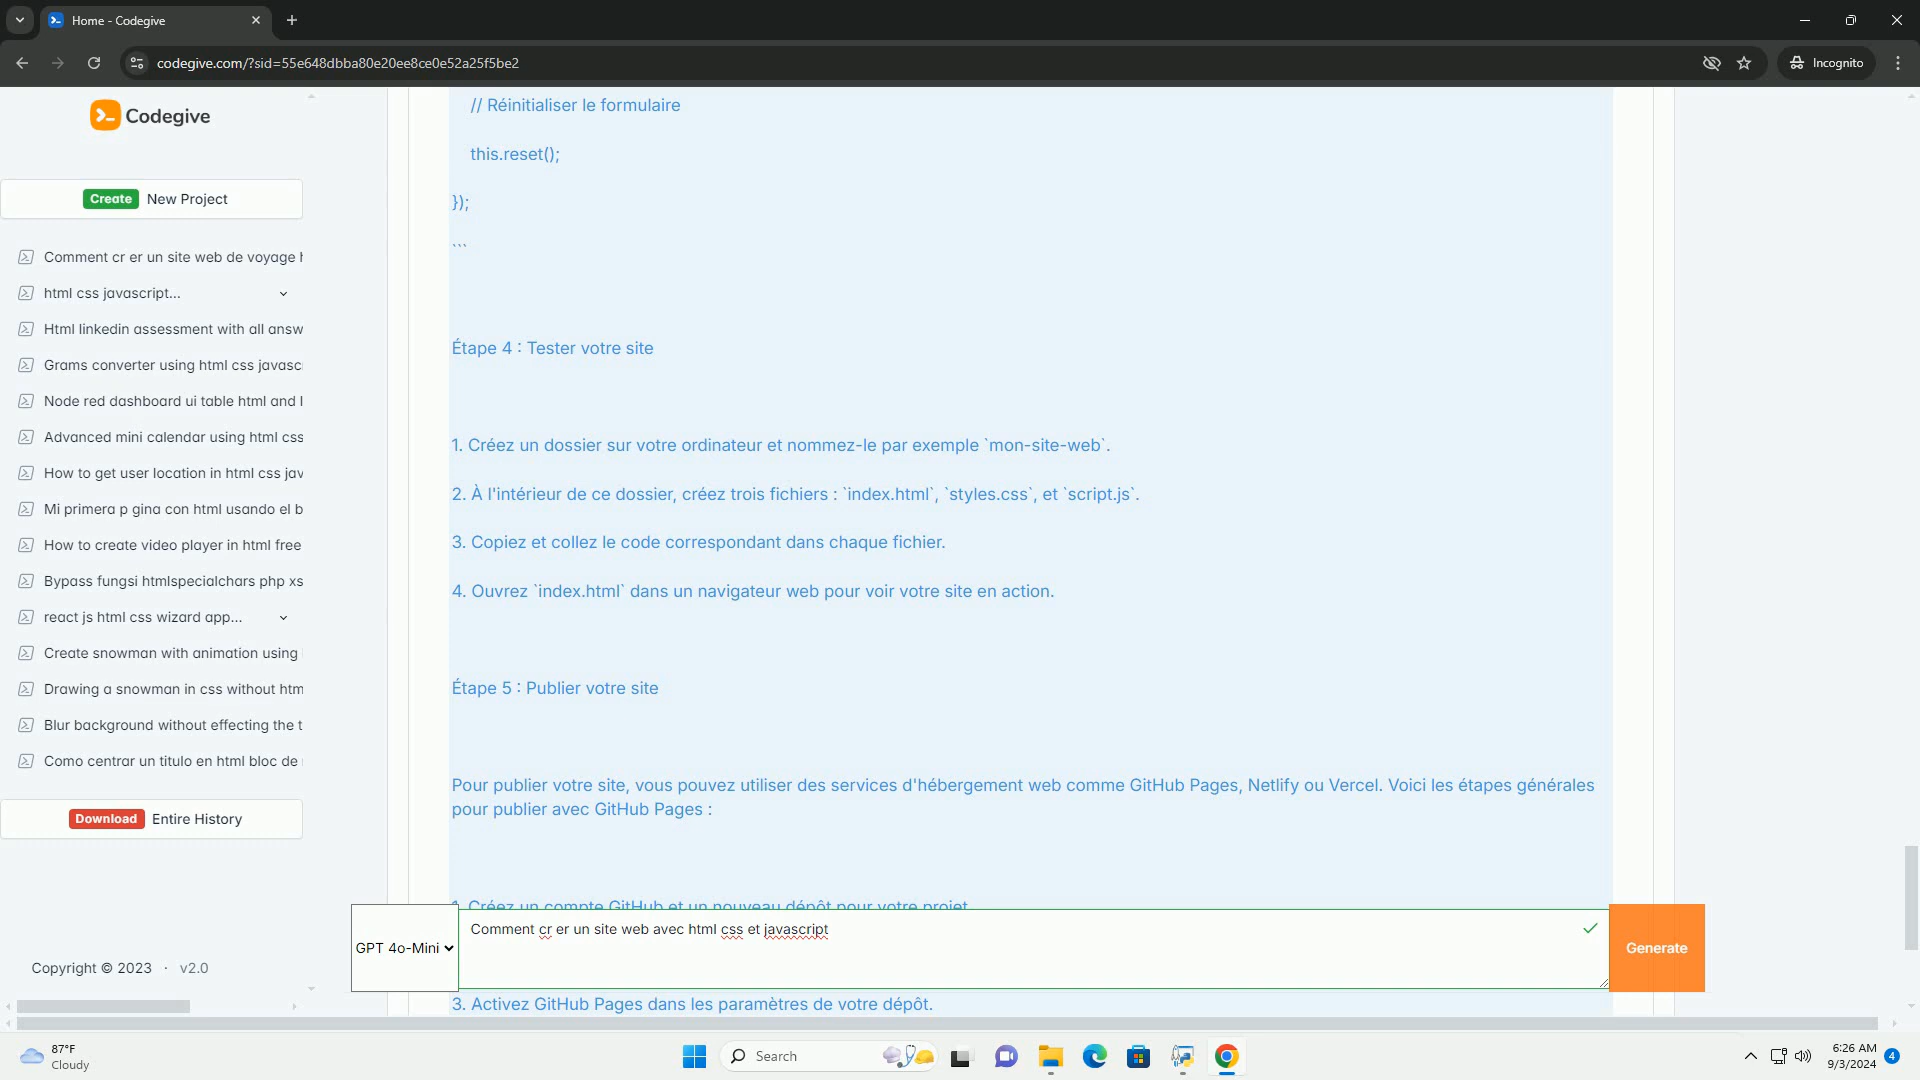 Home - Codegive
codegive.com/?sid=55e648dbba80e20ee8ce0e52a25f5be2
Incognito
Codegive
Create New Project
Comment cr er un site web de voyage h
html css javascript...
Html linkedin assessment with all answ
Grams converter using html css javasc
Node red dashboard ui table html and
Advanced mini calendar using html css
How to get user location in html css jav
Mi primera p gina con html usando el b
How to create video player in html free
Bypass fungsi htmlspecialchars php xs
react js html css wizard app...
Create snowman with animation using
Drawing a snowman in css without htm
Blur background without effecting the t
Como centrar un titulo en html bloc de
Download Entire History
Copyright © 2023 · v2.0
// Réinitialiser le formulaire
this.reset();
});
```
Étape 4 : Tester votre site
1. Créez un dossier sur votre ordinateur et nommez-le par exemple `mon-site-web`.
2. À l'intérieur de ce dossier, créez trois fichiers : `index.html`, `styles.css`, et `script.js`.
3. Copiez et collez le code correspondant dans chaque fichier.
4. Ouvrez `index.html` dans un navigateur web pour voir votre site en action.
Étape 5 : Publier votre site
Pour publier votre site, vous pouvez utiliser des services d'hébergement web comme GitHub Pages, Netlify ou Vercel. Voici les étapes générales
pour publier avec GitHub Pages :
1. Créez un compte GitHub et un nouveau dépôt pour votre projet.
GPT 4o-Mini
Comment cr er un site web avec html css et javascript
Generate
3. Activez GitHub Pages dans les paramètres de votre dépôt.
87°F
Cloudy
Search
6:26 AM
9/3/2024
4